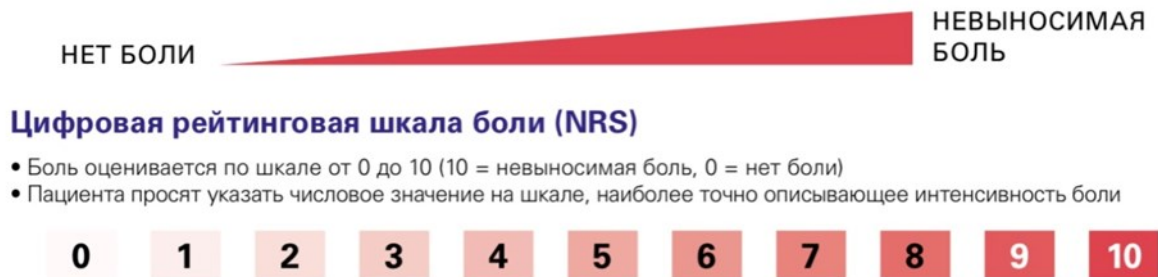 НЕТ БОЛИ
НЕВЫНОСИМАЯ
БОЛЬ
Цифровая рейтинговая шкала боли (NRS)
• Боль оценивается по шкале от 0 до 10 (10 = невыносимая боль, 0 = нет боли)
• Пациента просят указать числовое значение на шкале, наиболее точно описывающее интенсивность боли
0 1 2 3 4 5 6 7 8 9 10